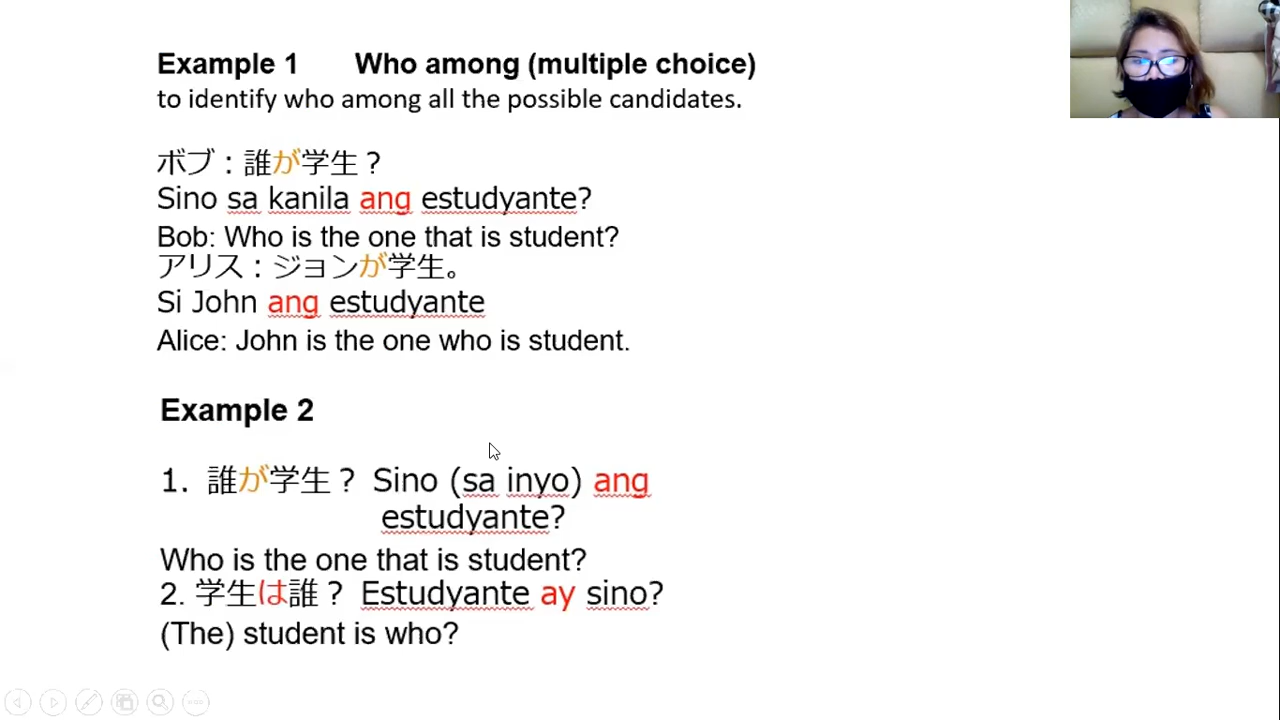 Example 1 Who among (multiple choice)
to identify who among all the possible candidates.
ボブ：誰が学生？
Sino sa kanila ang estudyante?
Bob: Who is the one that is student?
アリス：ジョンが学生。
Si John ang estudyante
Alice: John is the one who is student.
Example 2
1. 誰が学生？ Sino (sa inyo) ang
estudyante?
Who is the one that is student?
2. 学生は誰？ Estudyante ay sino?
(The) student is who?